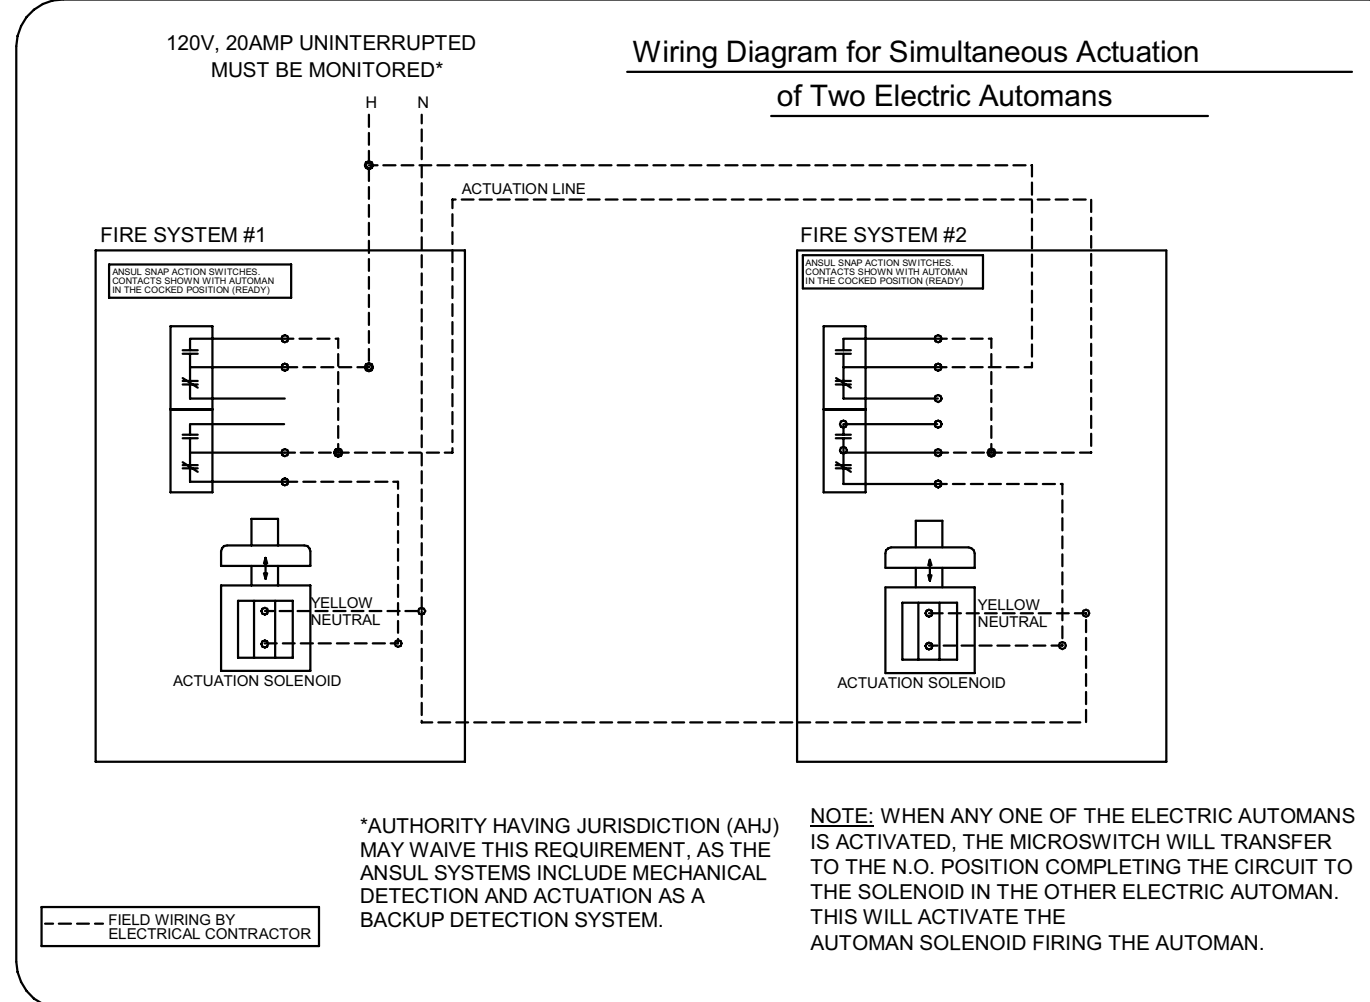 120V, 20AMP UNINTERRUPTED
MUST BE MONITORED*
Wiring Diagram for Simultaneous Actuation
of Two Electric Automans
H
N
ACTUATION LINE
FIRE SYSTEM #1
ANSUL SNAP ACTION SWITCHES.
CONTACTS SHOWN WITH AUTOMAN
IN THE COCKED POSITION (READY)
YELLOW
NEUTRAL
ACTUATION SOLENOID
FIRE SYSTEM #2
ANSUL SNAP ACTION SWITCHES.
CONTACTS SHOWN WITH AUTOMAN
IN THE COCKED POSITION (READY)
YELLOW
NEUTRAL
ACTUATION SOLENOID
FIELD WIRING BY
ELECTRICAL CONTRACTOR
*AUTHORITY HAVING JURISDICTION (AHJ)
MAY WAIVE THIS REQUIREMENT, AS THE
ANSUL SYSTEMS INCLUDE MECHANICAL
DETECTION AND ACTUATION AS A
BACKUP DETECTION SYSTEM.
NOTE: WHEN ANY ONE OF THE ELECTRIC AUTOMANS
IS ACTIVATED, THE MICROSWITCH WILL TRANSFER
TO THE N.O. POSITION COMPLETING THE CIRCUIT TO
THE SOLENOID IN THE OTHER ELECTRIC AUTOMAN.
THIS WILL ACTIVATE THE
AUTOMAN SOLENOID FIRING THE AUTOMAN.